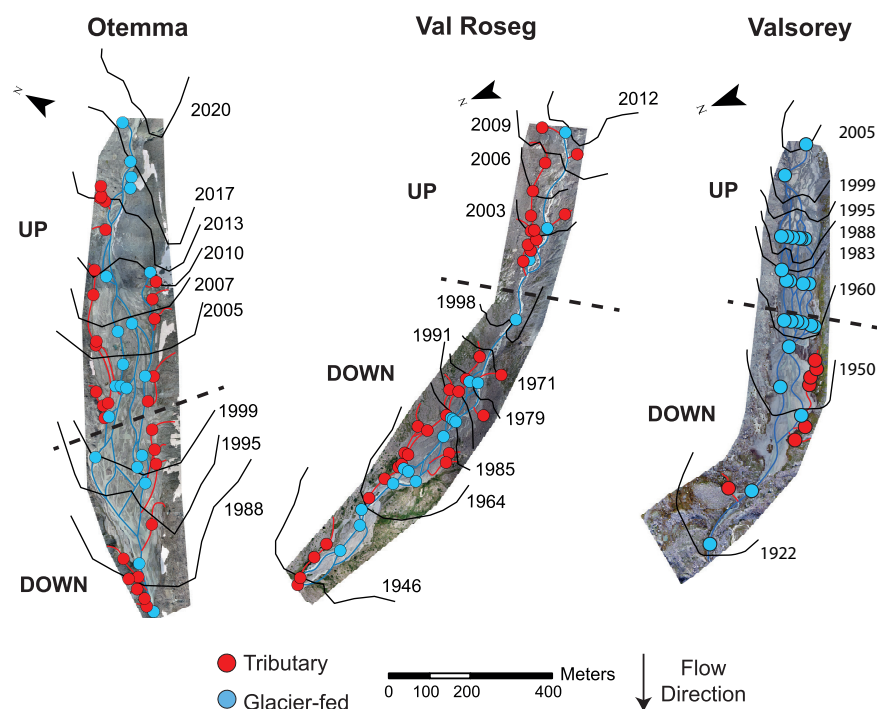 Otemma
Val Roseg
Valsorey
N
N
N
2020
2017
2013
2010
2007
2005
1999
1995
1988
UP
DOWN
2009
2012
2006
2003
UP
1998
1991
1971
1979
DOWN
1985
1964
1946
2005
UP
1999
1995
1988
1983
1960
1950
DOWN
1922
Tributary
Glacier-fed
Meters
0 100 200 400
Flow
Direction